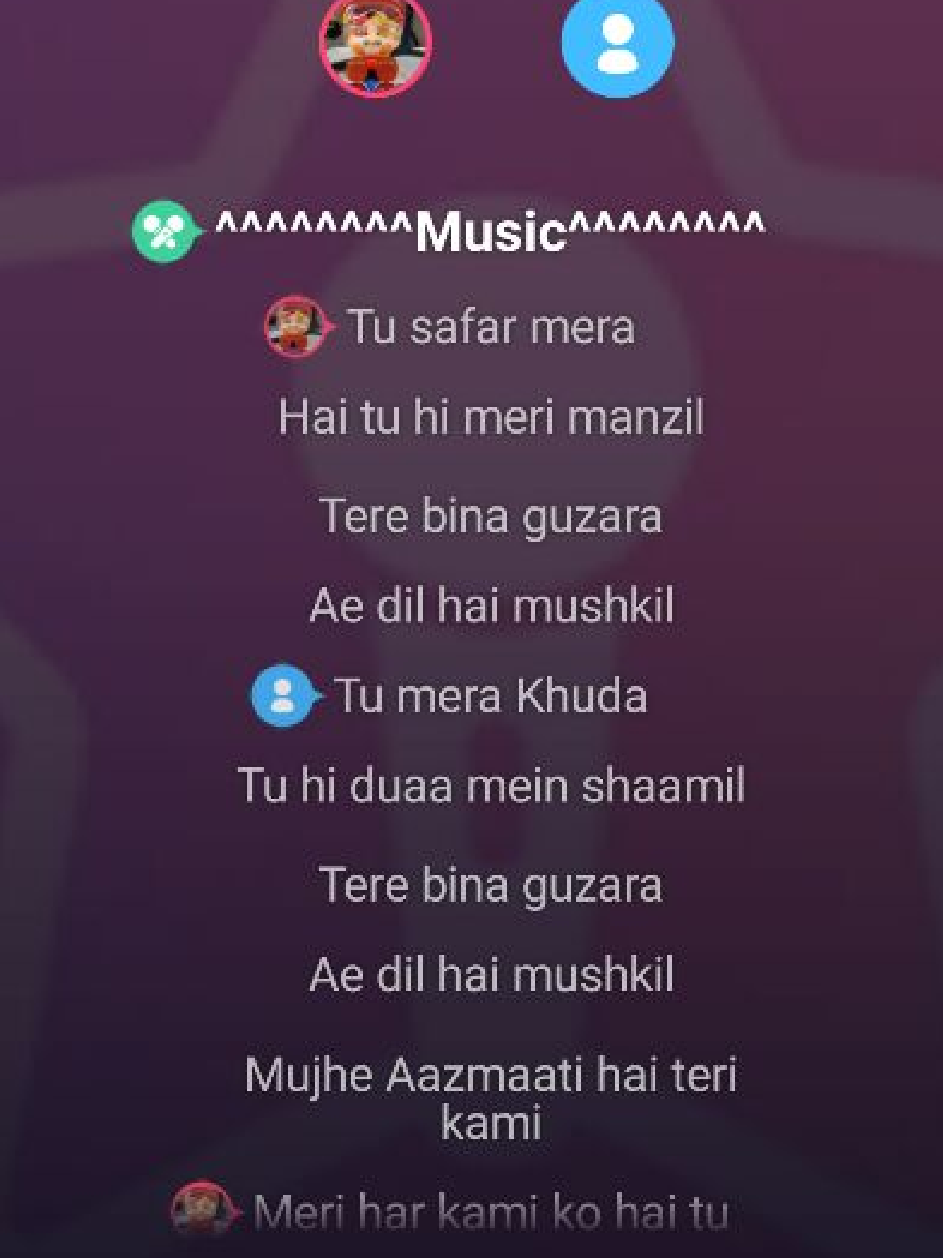 ^^^^^^^^Music^^^^^^^^
Tu safar mera
Hai tu hi meri manzil
Tere bina guzara
Ae dil hai mushkil
Tu mera Khuda
Tu hi duaa mein shaamil
Tere bina guzara
Ae dil hai mushkil
Mujhe Aazmaati hai teri
kami
Meri har kami ko hai tu